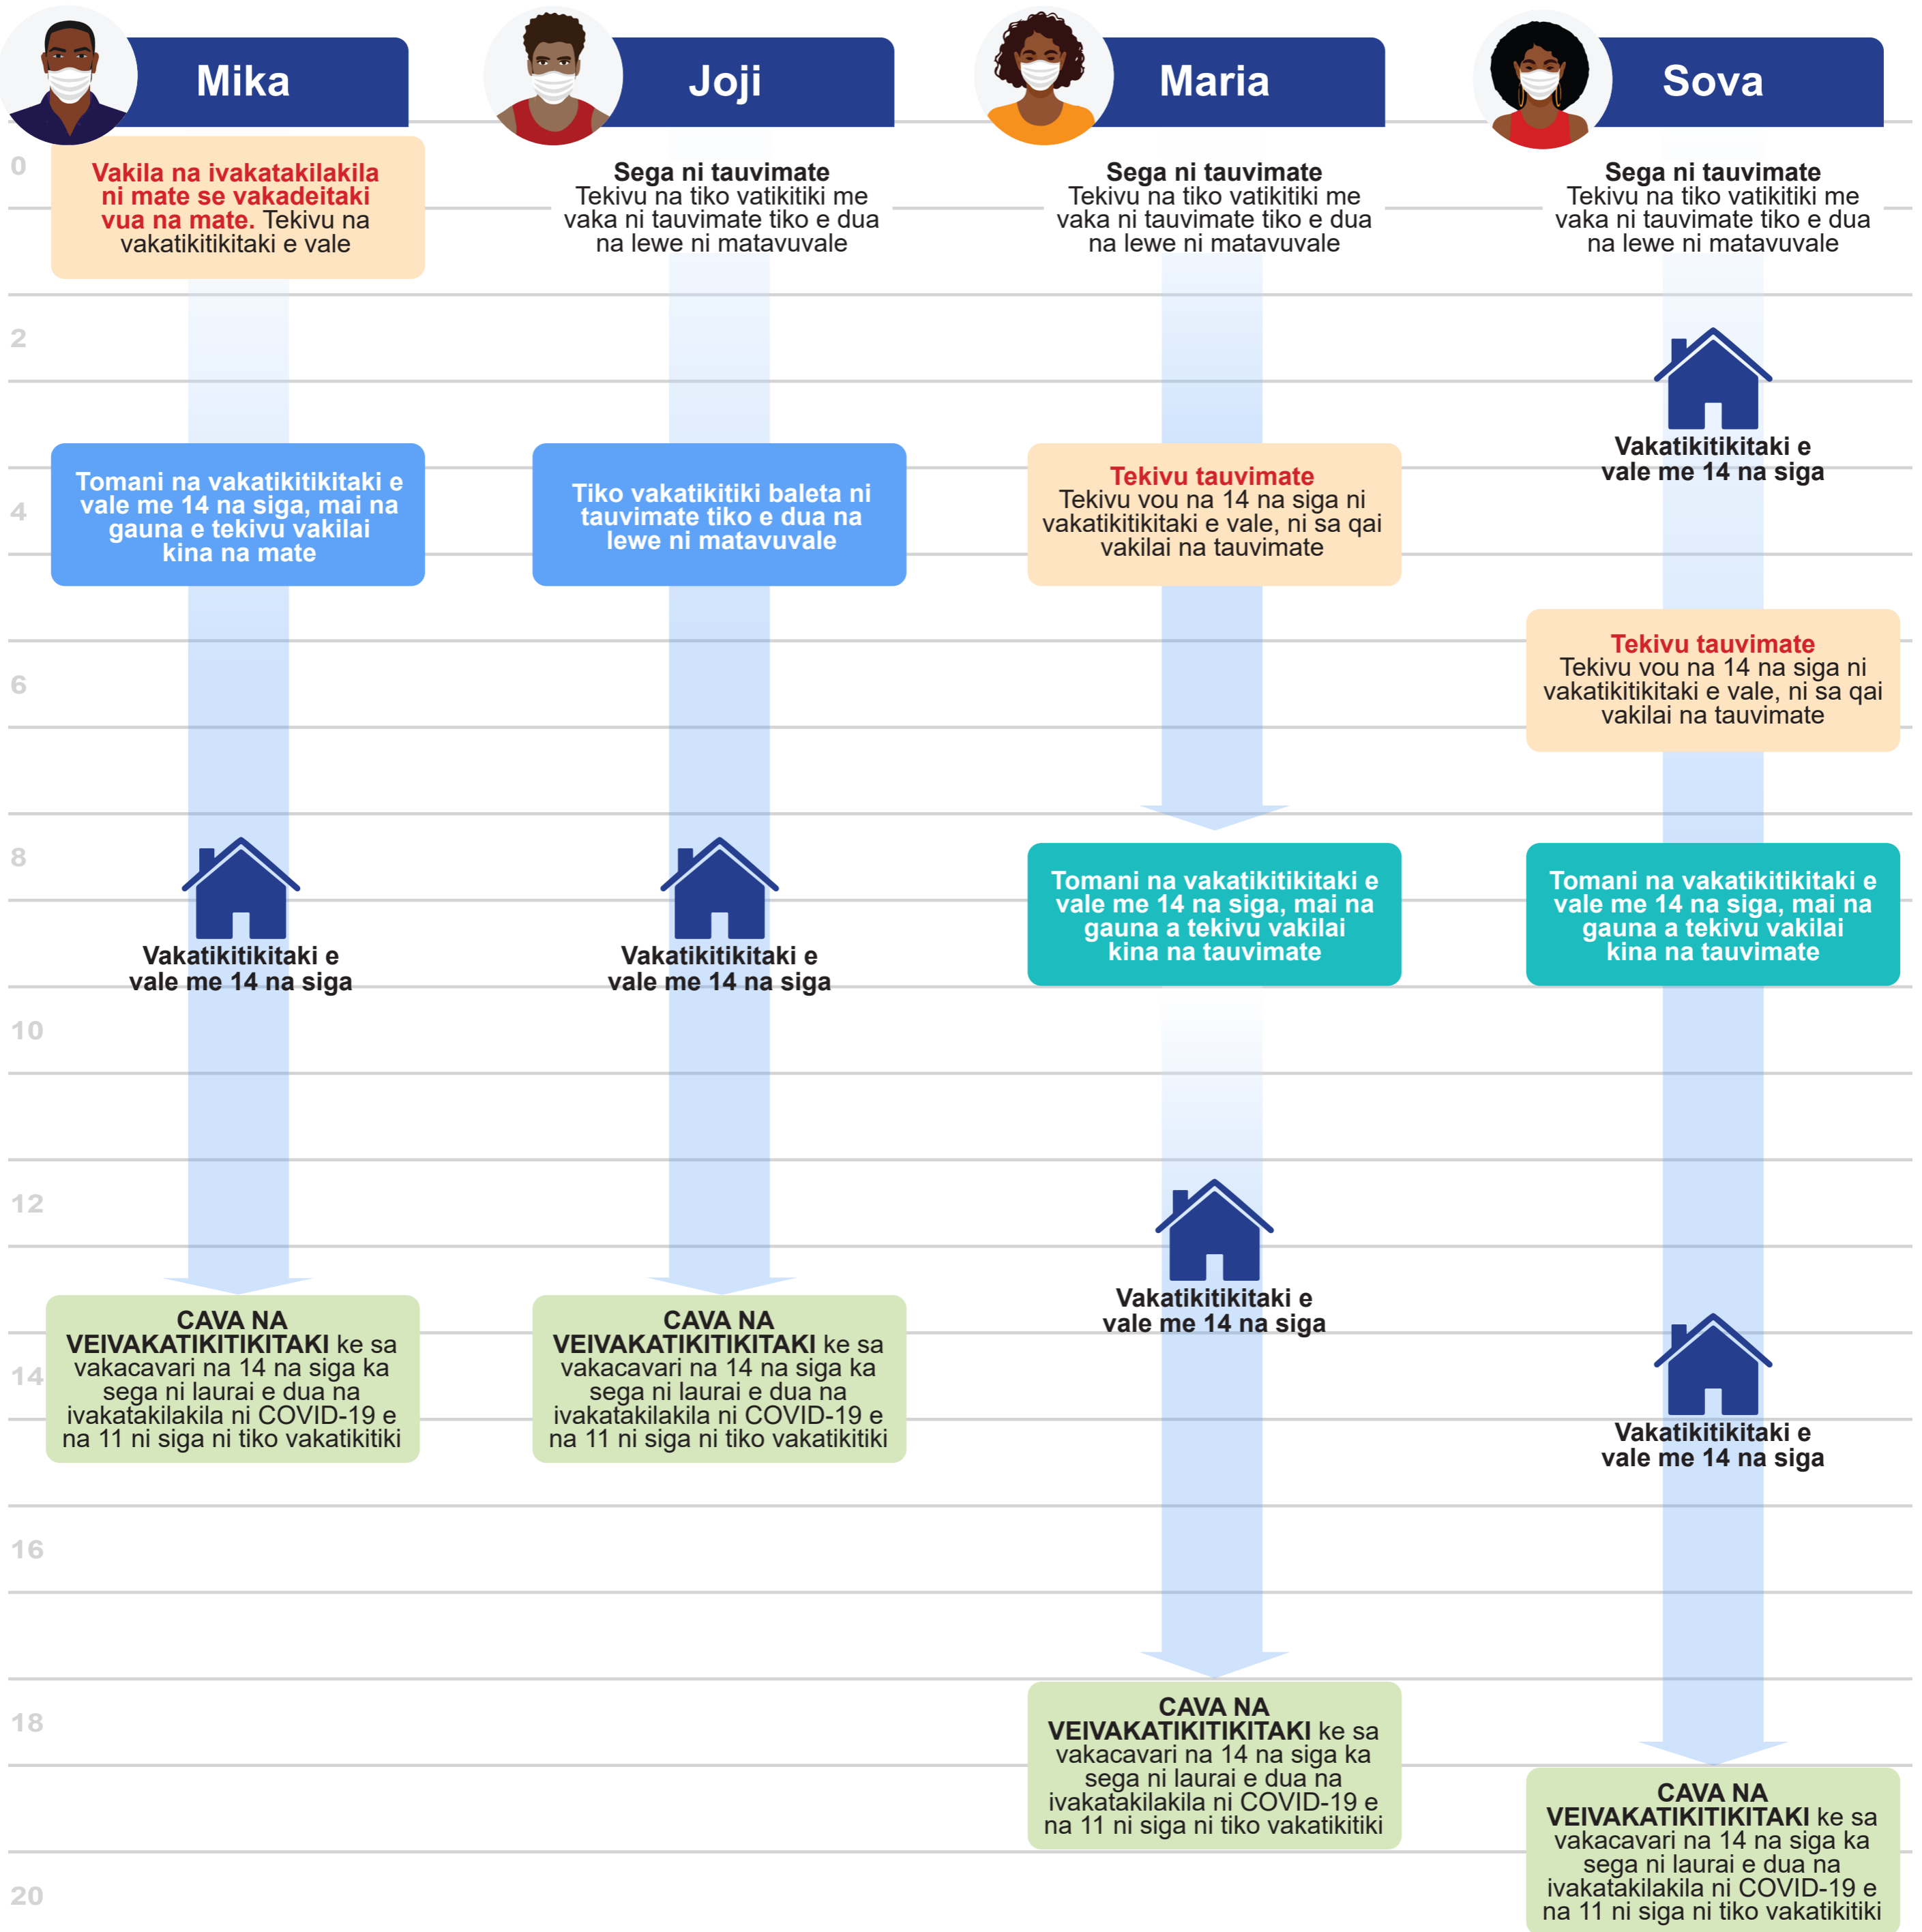 Mika
Joji
Maria
Sova
0
Vakila na ivakatakilakila
ni mate se vakadeitaki
vua na mate. Tekivu na
vakatikitikitaki e vale
Sega ni tauvimate
Tekivu na tiko vatikitiki me
vaka ni tauvimate tiko e dua
na lewe ni matavuvale
Sega ni tauvimate
Tekivu na tiko vatikitiki me
vaka ni tauvimate tiko e dua
na lewe ni matavuvale
Sega ni tauvimate
Tekivu na tiko vatikitiki me
vaka ni tauvimate tiko e dua
na lewe ni matavuvale
2
Vakatikitikitaki e
vale me 14 na siga
4
Tomani na vakatikitikitaki e
vale me 14 na siga, mai na
gauna e tekivu vakilai
kina na mate
Tiko vakatikitiki baleta ni
tauvimate tiko e dua na
lewe ni matavuvale
Tekivu tauvimate
Tekivu vou na 14 na siga ni
vakatikitikitaki e vale, ni sa qai
vakilai na tauvimate
6
Tekivu tauvimate
Tekivu vou na 14 na siga ni
vakatikitikitaki e vale, ni sa qai
vakilai na tauvimate
8
Vakatikitikitaki e
vale me 14 na siga
Vakatikitikitaki e
vale me 14 na siga
Tomani na vakatikitikitaki e
vale me 14 na siga, mai na
gauna a tekivu vakilai
kina na tauvimate
Tomani na vakatikitikitaki e
vale me 14 na siga, mai na
gauna a tekivu vakilai
kina na tauvimate
10
12
Vakatikitikitaki e
vale me 14 na siga
14
CAVA NA
VEIVAKATIKITIKITAKI ke sa
vakacavari na 14 na siga ka
sega ni laurai e dua na
ivakatakilakila ni COVID-19 e
na 11 ni siga ni tiko vakatikitiki
CAVA NA
VEIVAKATIKITIKITAKI ke sa
vakacavari na 14 na siga ka
sega ni laurai e dua na
ivakatakilakila ni COVID-19 e
na 11 ni siga ni tiko vakatikitiki
Vakatikitikitaki e
vale me 14 na siga
16
18
CAVA NA
VEIVAKATIKITIKITAKI ke sa
vakacavari na 14 na siga ka
sega ni laurai e dua na
ivakatakilakila ni COVID-19 e
na 11 ni siga ni tiko vakatikitiki
20
CAVA NA
VEIVAKATIKITIKITAKI ke sa
vakacavari na 14 na siga ka
sega ni laurai e dua na
ivakatakilakila ni COVID-19 e
na 11 ni siga ni tiko vakatikitiki